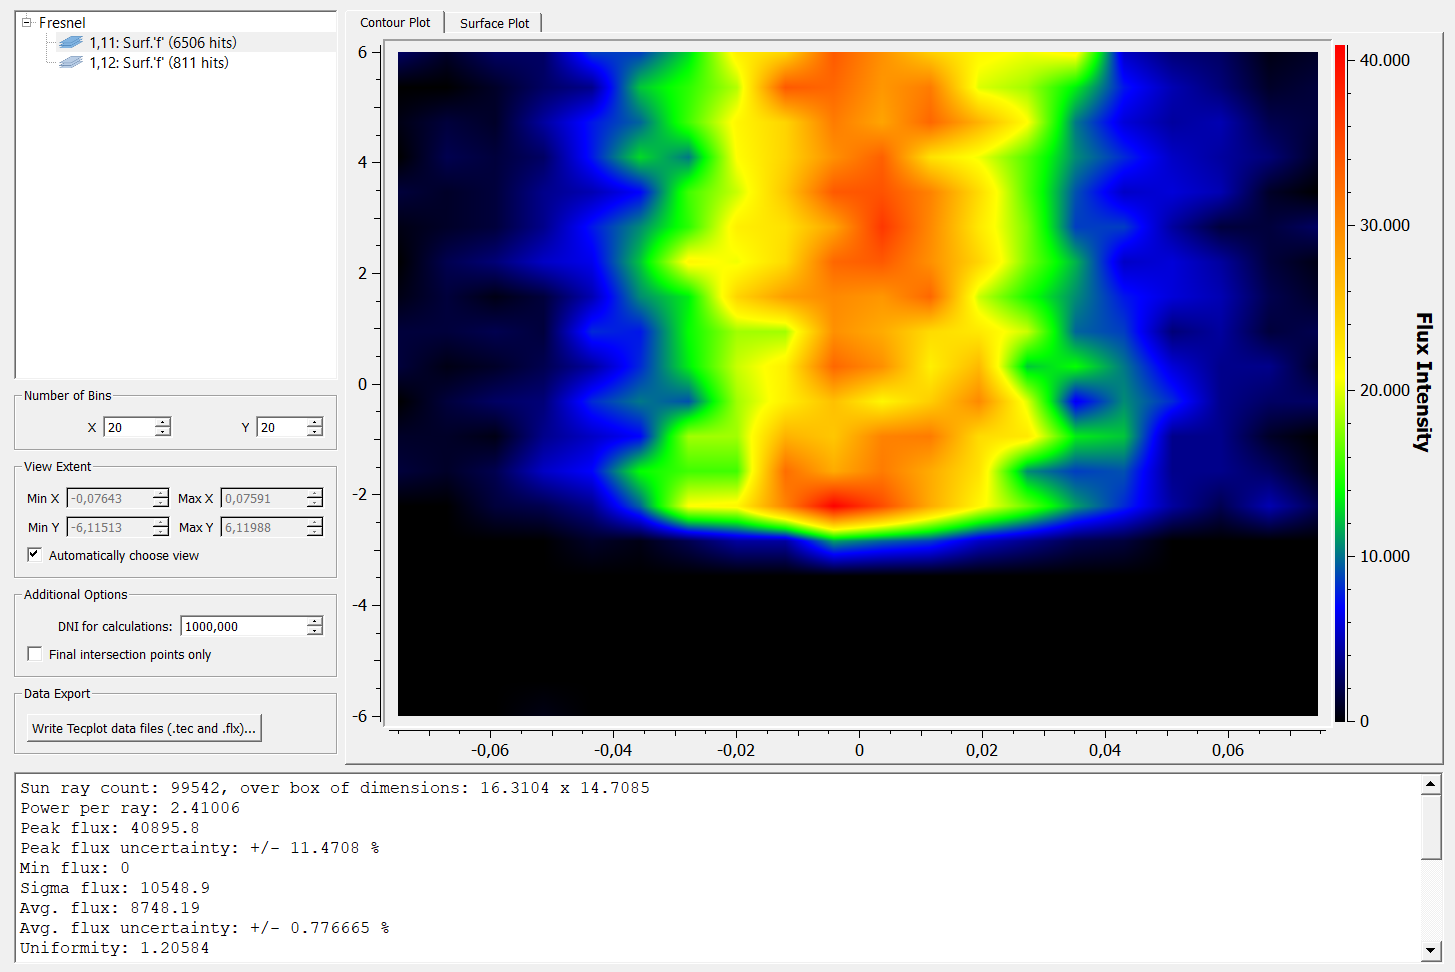 Fresnel
1,11: Surf.'f' (6506 hits)
1,12: Surf.'f' (811 hits)
Number of Bins
X 20 Y 20
View Extent
Min X -0,07643 Max X 0,07591
Min Y -6,11513 Max Y 6,11988
Automatically choose view
Additional Options
DNI for calculations: 1000,000
Final intersection points only
Data Export
Write Tecplot data files (.tec and .flx)...
Contour Plot Surface Plot
6
4
2
0
-2
-4
-6
-0,06 -0,04 -0,02 0 0,02 0,04 0,06
40.000
30.000
20.000
10.000
0
Flux Intensity
Sun ray count: 99542, over box of dimensions: 16.3104 x 14.7085
Power per ray: 2.41006
Peak flux: 40895.8
Peak flux uncertainty: +/- 11.4708 %
Min flux: 0
Sigma flux: 10548.9
Avg. flux: 8748.19
Avg. flux uncertainty: +/- 0.776665 %
Uniformity: 1.20584